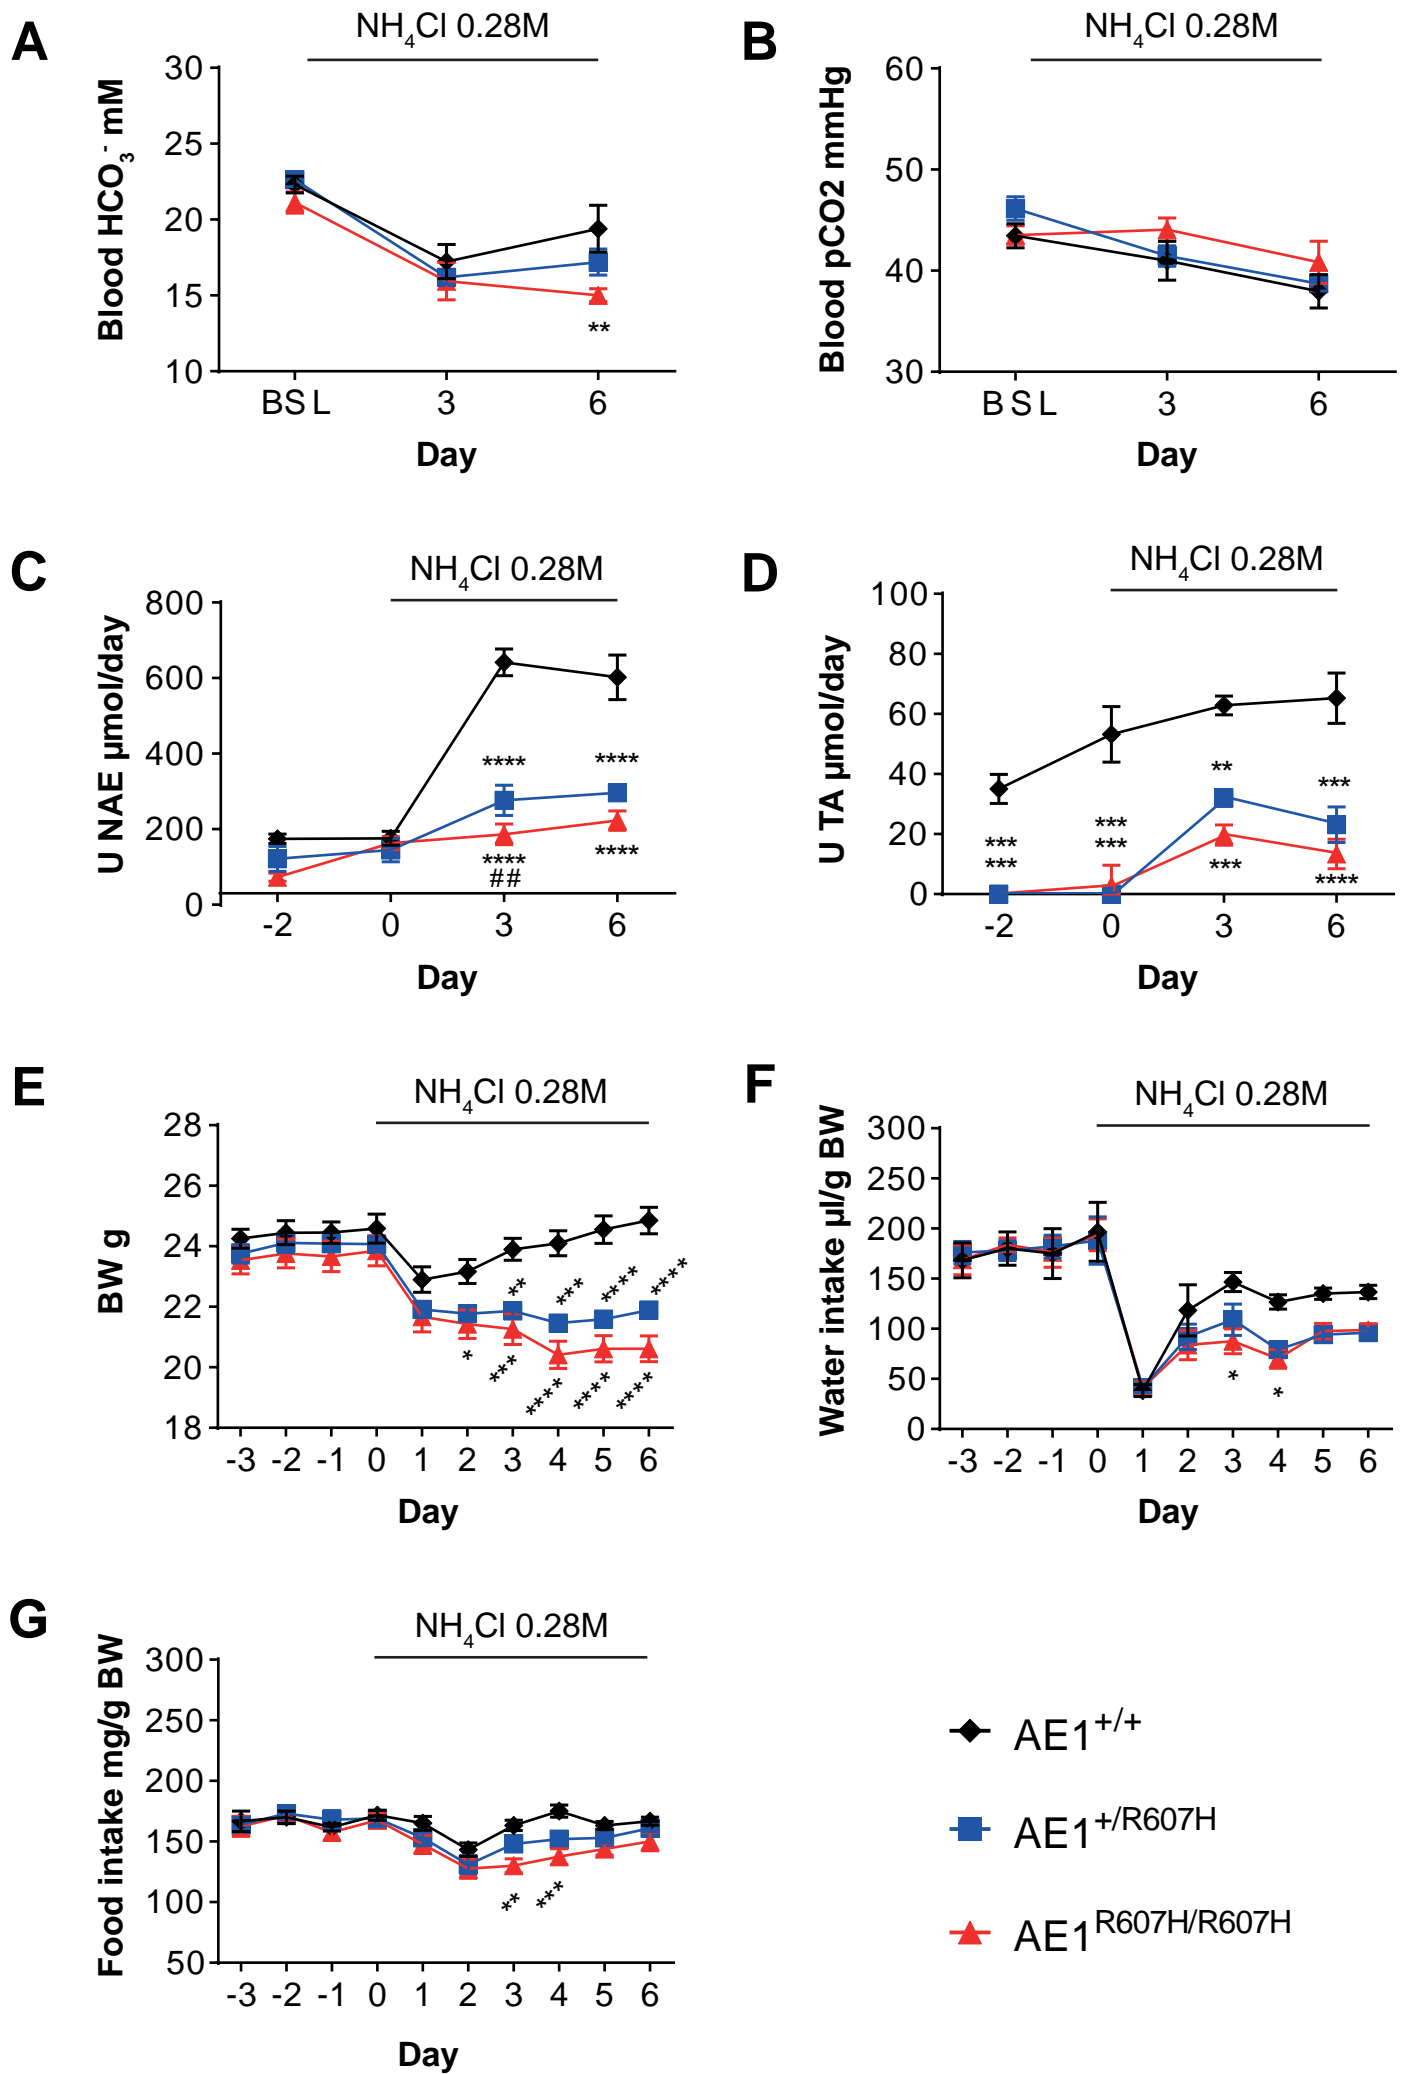 A
NH4Cl 0.28M
Blood HCO3- mM
30
25
20
15
10
**
BSL 3 6
Day
B
NH4Cl 0.28M
Blood pCO2 mmHg
60
50
40
30
BSL 3 6
Day
C
NH4Cl 0.28M
U NAE µmol/day
800
600
400
200
0
**** ****
**** ****
##
-2 0 3 6
Day
D
NH4Cl 0.28M
U TA µmol/day
100
80
60
40
20
0
** ***
*** ***
*** ***
*** ****
-2 0 3 6
Day
E
NH4Cl 0.28M
BW g
28
26
24
22
20
18
** *** **** ****
* *** **** **** ****
-3 -2 -1 0 1 2 3 4 5 6
Day
F
NH4Cl 0.28M
Water intake µl/g BW
300
250
200
150
100
50
0
* *
-3 -2 -1 0 1 2 3 4 5 6
Day
G
NH4Cl 0.28M
Food intake mg/g BW
300
250
200
150
100
50
** ***
-3 -2 -1 0 1 2 3 4 5 6
Day
AE1+/+
AE1+/R607H
AE1R607H/R607H